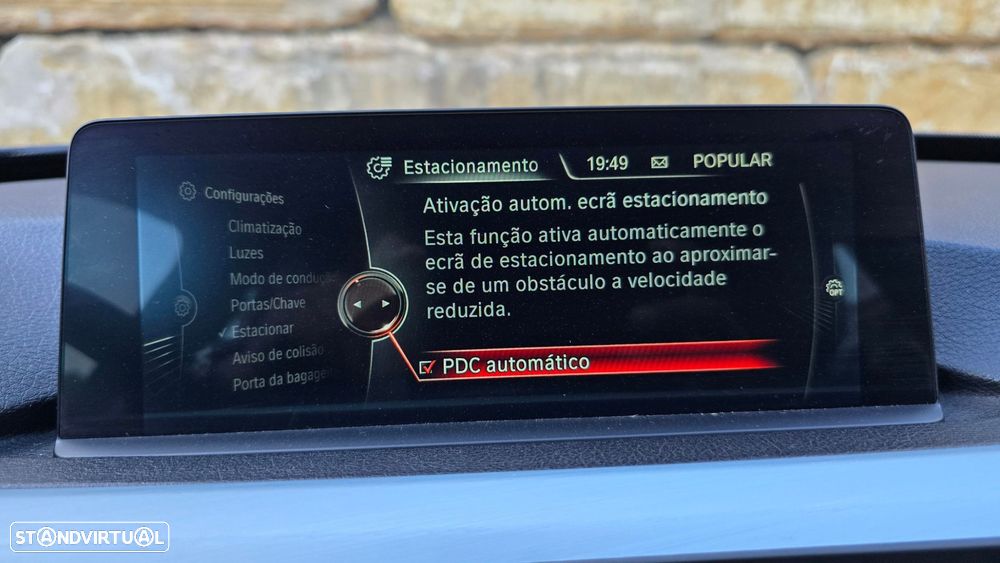 Estacionamento
19:49
POPULAR
Configurações
Climatização
Luzes
Modo de condução
Portas/Chave
Estacionar
Aviso de colisão
Porta da bagage
Ativação autom. ecrã estacionamento
Esta função ativa automaticamente o
ecrã de estacionamento ao aproximar-
se de um obstáculo a velocidade
reduzida.
PDC automático
OPT
STANDVIRTUAL